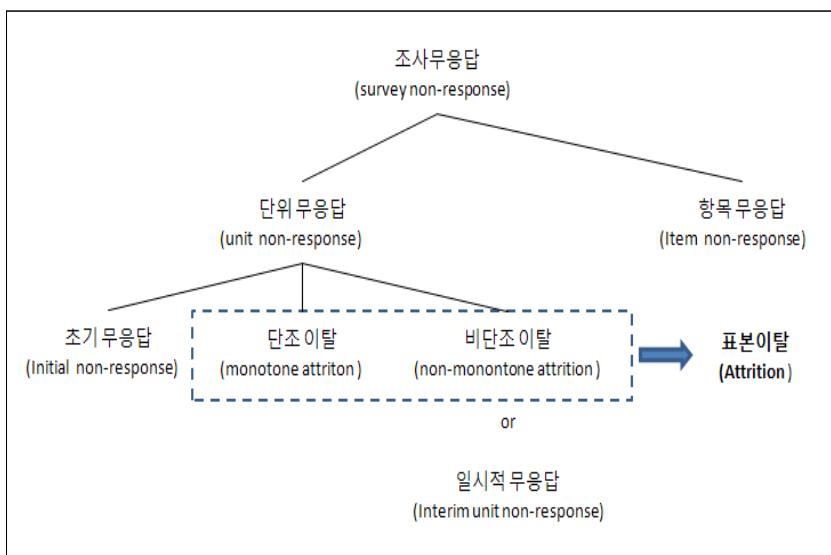 조사무응답
(survey non-response)
단위 무응답
(unit non-response)
항목 무응답
(Item non-response)
초기 무응답
(Initial non-response)
단조 이탈
(monotone attriton)
비단조 이탈
(non-monontone attrition)
표본이탈
(Attrition)
or
일시적 무응답
(Interim unit non-response)